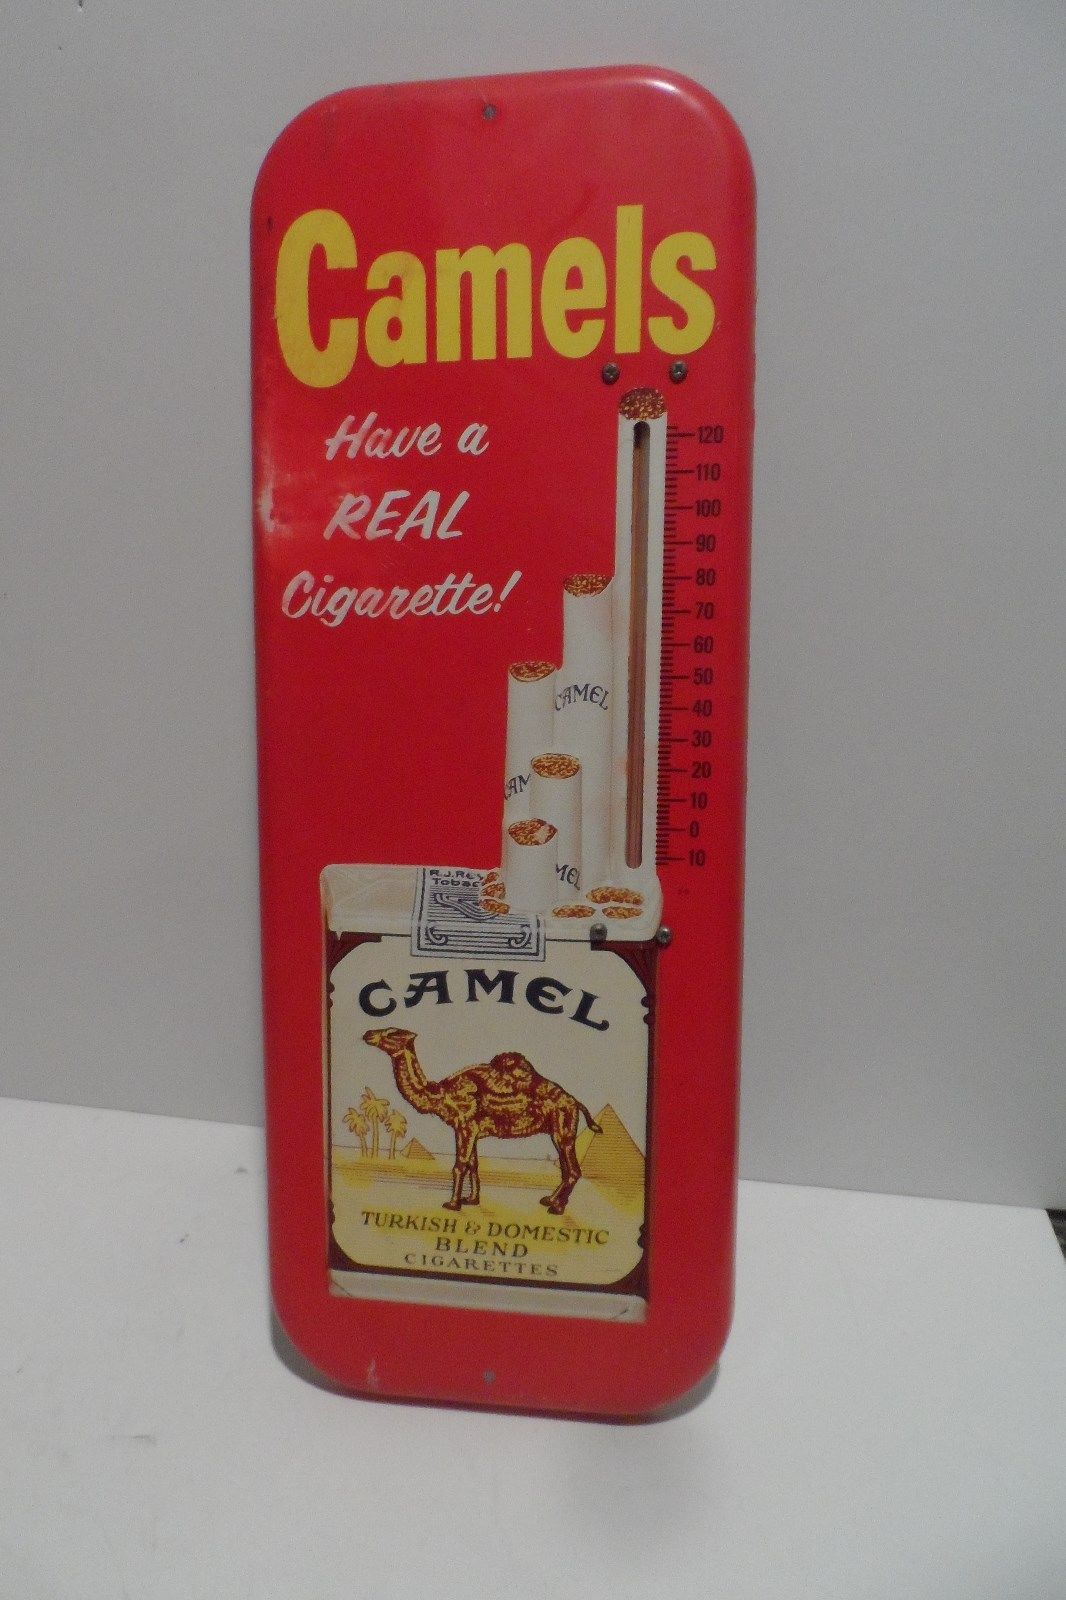 Camels
Have a
REAL
Cigarette!
120
110
100
90
80
70
60
50
40
30
20
10
0
10
CAMEL
CAMEL
TURKISH & DOMESTIC
BLEND
CIGARETTES